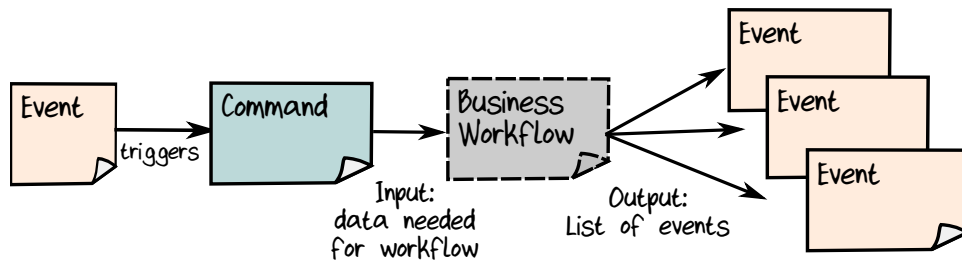 Event
triggers
Command
Input:
data needed
for workflow
Business
Workflow
Output:
List of events
Event
Event
Event